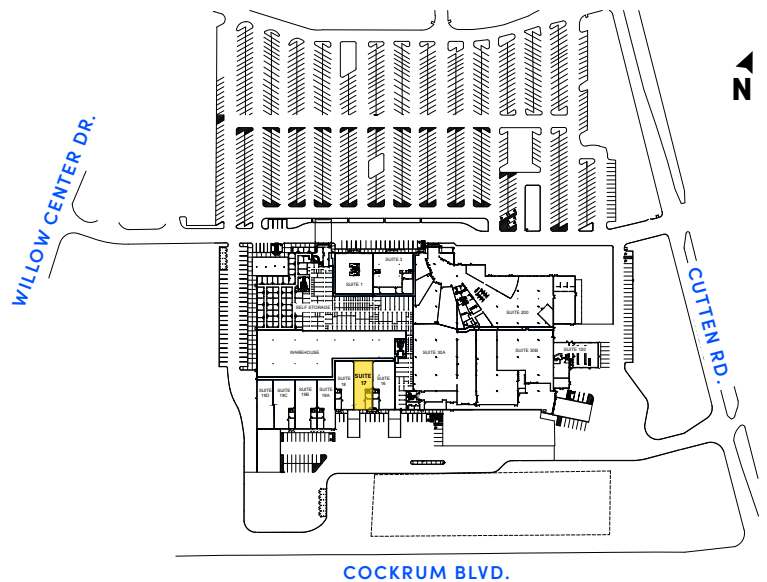 N
WILLOW CENTER DR.
SUITE 2
SUITE 1
CUTTEN RD.
SELF STORAGE
SUITE 200
WAREHOUSE
SUITE 20A
SUITE 20B
SUITE 100
SUITE
18
SUITE
17
SUITE
16
SUITE
19D
SUITE
19C
SUITE
19B
SUITE
19A
COCKRUM BLVD.